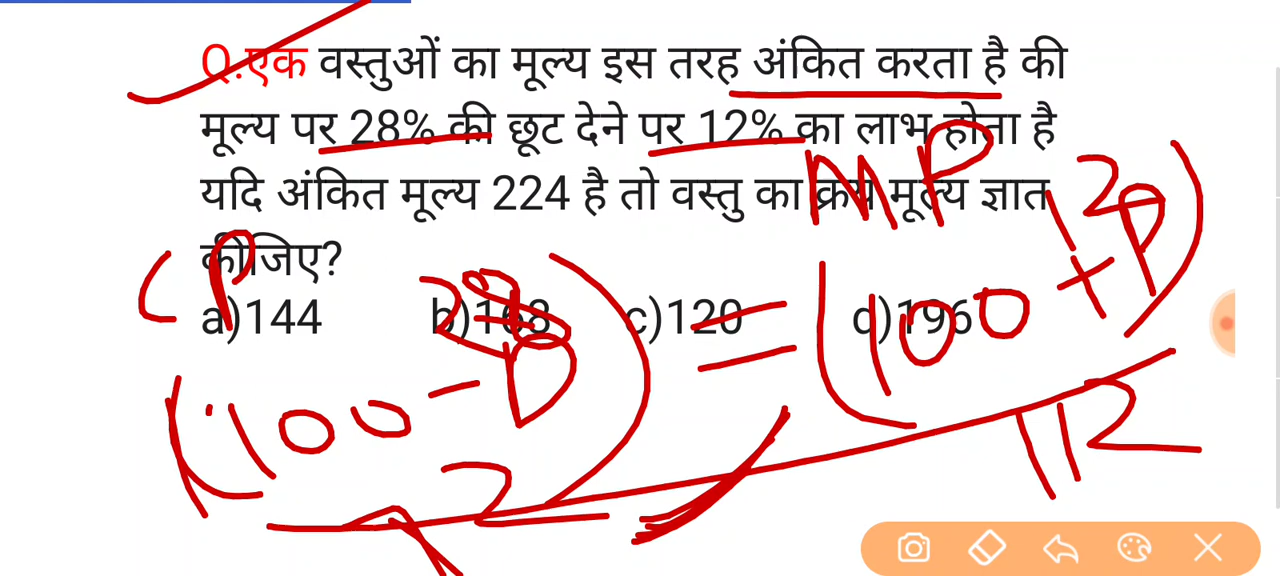 Q.एक वस्तुओं का मूल्य इस तरह अंकित करता है की
मूल्य पर 28% की छूट देने पर 12% का लाभ होता है
यदि अंकित मूल्य 224 है तो वस्तु का क्रय मूल्य ज्ञात
कीजिए?
a)144 b)168 c)120 d)196
CP MP
28 12
(100 - D) = (100 + P)
72 112